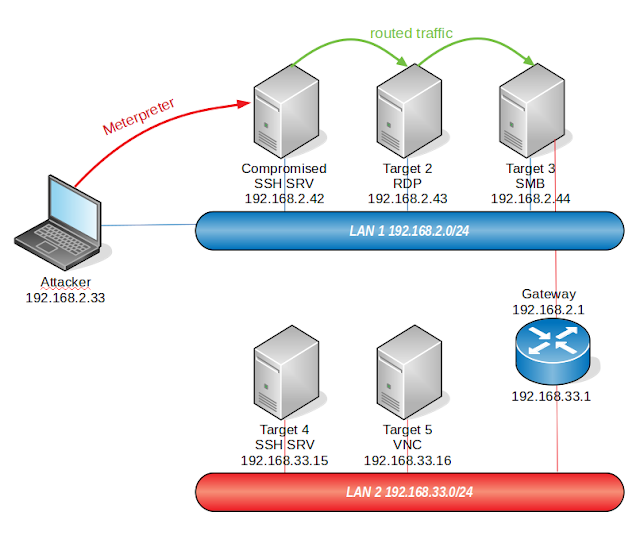 routed traffic
Meterpreter
Compromised
SSH SRV
192.168.2.42
Target 2
RDP
192.168.2.43
Target 3
SMB
192.168.2.44
LAN 1 192.168.2.0/24
Attacker
192.168.2.33
Gateway
192.168.2.1
192.168.33.1
Target 4
SSH SRV
192.168.33.15
Target 5
VNC
192.168.33.16
LAN 2 192.168.33.0/24